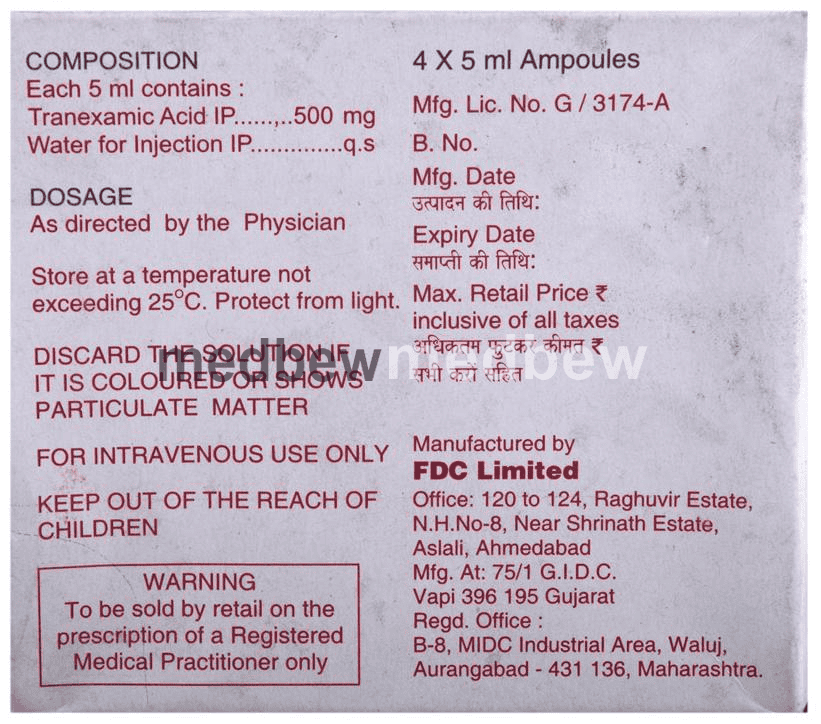 COMPOSITION
Each 5 ml contains :
Tranexamic Acid IP......,..500 mg
Water for Injection IP..............q.s
DOSAGE
As directed by the Physician
Store at a temperature not
exceeding 25°C. Protect from light.
DISCARD THE SOLUTION IF
IT IS COLOURED OR SHOWS
PARTICULATE MATTER
FOR INTRAVENOUS USE ONLY
KEEP OUT OF THE REACH OF
CHILDREN
WARNING
To be sold by retail on the
prescription of a Registered
Medical Practitioner only
4 X 5 ml Ampoules
Mfg. Lic. No. G / 3174-A
B. No.
Mfg. Date
उत्पादन की तिथि:
Expiry Date
समाप्ती की तिथि:
Max. Retail Price ₹
inclusive of all taxes
अधिकतम फुटकर कीमत ₹
सभी करों सहित
Manufactured by
FDC Limited
Office: 120 to 124, Raghuvir Estate,
N.H.No-8, Near Shrinath Estate,
Aslali, Ahmedabad
Mfg. At: 75/1 G.I.D.C.
Vapi 396 195 Gujarat
Regd. Office :
B-8, MIDC Industrial Area, Waluj,
Aurangabad - 431 136, Maharashtra.
medbew medbew